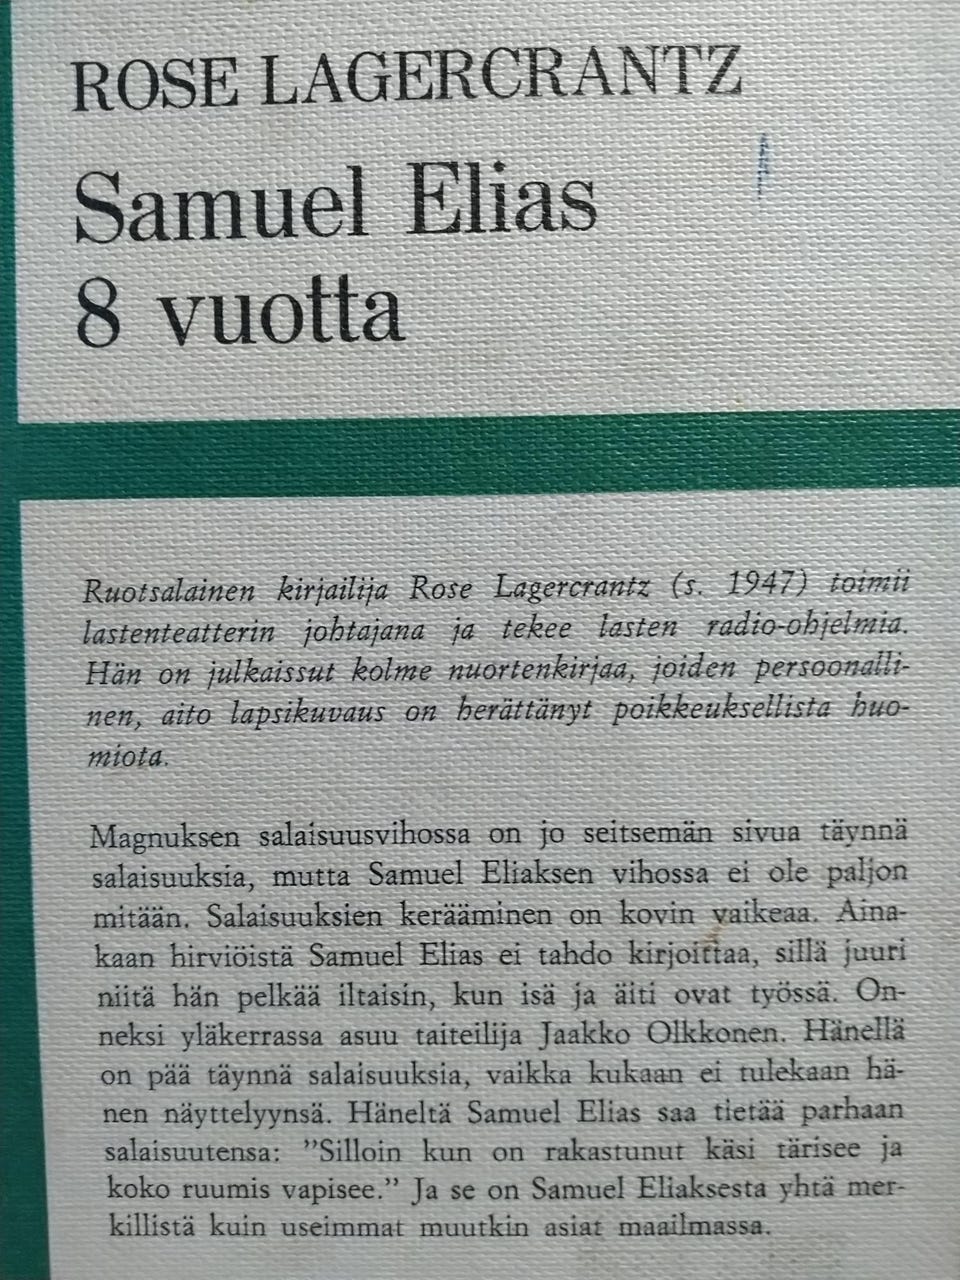 ROSE LAGERCRANTZ
Samuel Elias
8 vuotta
Ruotsalainen kirjailija Rose Lagercrantz (s. 1947) toimii
lastenteatterin johtajana ja tekee lasten radio-ohjelmia.
Hän on julkaissut kolme nuortenkirjaa, joiden persoonalli-
nen, aito lapsikuvaus on herättänyt poikkeuksellista huo-
miota.
Magnuksen salaisuusvihossa on jo seitsemän sivua täynnä
salaisuuksia, mutta Samuel Eliaksen vihossa ei ole paljon
mitään. Salaisuuksien kerääminen on kovin vaikeaa. Aina-
kaan hirviöistä Samuel Elias ei tahdo kirjoittaa, sillä juuri
niitä hän pelkää iltaisin, kun isä ja äiti ovat työssä. On-
neksi yläkerrassa asuu taiteilija Jaakko Olkkonen. Hänellä
on pää täynnä salaisuuksia, vaikka kukaan ei tulekaan hä-
nen näyttelyynsä. Häneltä Samuel Elias saa tietää parhaan
salaisuutensa: ”Silloin kun on rakastunut käsi tärisee ja
koko ruumis vapisee.” Ja se on Samuel Eliaksesta yhtä mer-
killistä kuin useimmat muutkin asiat maailmassa.